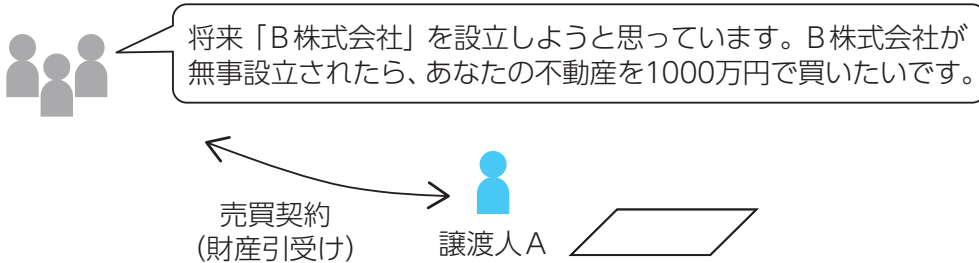 将来「B株式会社」を設立しようと思っています。B株式会社が
無事設立されたら、あなたの不動産を1000万円で買いたいです。
売買契約
(財産引受け)
譲渡人A